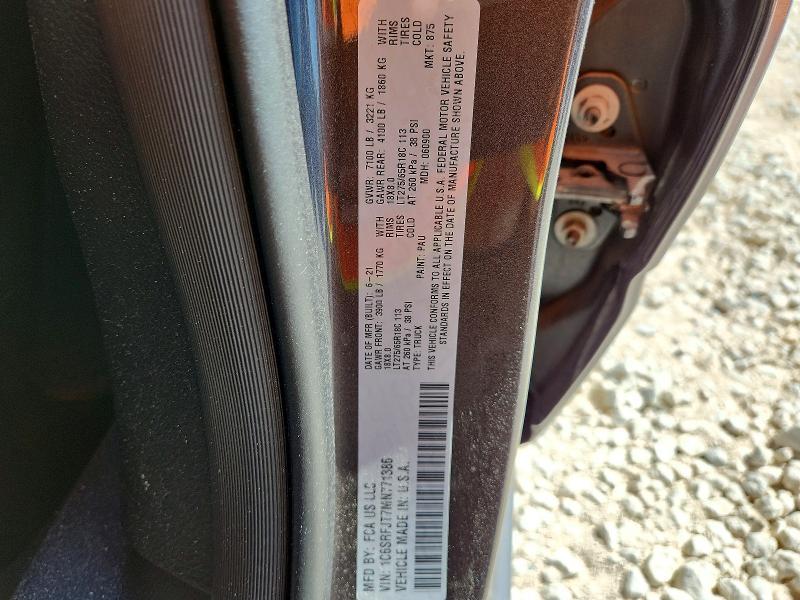 MFD BY: FCA US LLC
VIN: 1C6SRFJT7MN771386
VEHICLE MADE IN: U.S.A.
DATE OF MFR (BUILT): 6-21
GAWR FRONT: 3900 LB / 1770 KG WITH
18X8.0 RIMS
LT275/65R18C 113 TIRES
AT 260 kPa / 38 PSI COLD
TYPE: TRUCK PAINT: PAU
GVWR: 7100 LB / 3221 KG
GAWR REAR: 4100 LB / 1860 KG WITH
18X8.0 RIMS
LT275/65R18C 113 TIRES
AT 260 kPa / 38 PSI COLD
MDH: 060900 MKT: 875
THIS VEHICLE CONFORMS TO ALL APPLICABLE U.S.A. FEDERAL MOTOR VEHICLE SAFETY
STANDARDS IN EFFECT ON THE DATE OF MANUFACTURE SHOWN ABOVE.